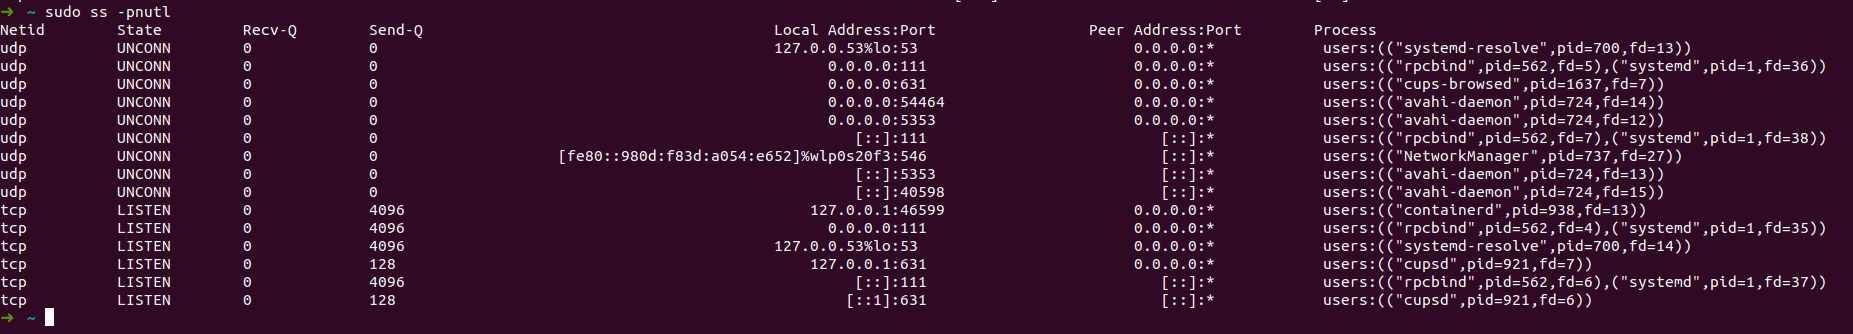 ➜ ~ sudo ss -pnutl
Netid State Recv-Q Send-Q Local Address:Port Peer Address:Port Process
udp UNCONN 0 0 127.0.0.53%lo:53 0.0.0.0:* users:(("systemd-resolve",pid=700,fd=13))
udp UNCONN 0 0 0.0.0.0:111 0.0.0.0:* users:(("rpcbind",pid=562,fd=5),("systemd",pid=1,fd=36))
udp UNCONN 0 0 0.0.0.0:631 0.0.0.0:* users:(("cups-browsed",pid=1637,fd=7))
udp UNCONN 0 0 0.0.0.0:54464 0.0.0.0:* users:(("avahi-daemon",pid=724,fd=14))
udp UNCONN 0 0 0.0.0.0:5353 0.0.0.0:* users:(("avahi-daemon",pid=724,fd=12))
udp UNCONN 0 0 [::]:111 [::]:* users:(("rpcbind",pid=562,fd=7),("systemd",pid=1,fd=38))
udp UNCONN 0 0 [fe80::980d:f83d:a054:e652]%wlp0s20f3:546 [::]:* users:(("NetworkManager",pid=737,fd=27))
udp UNCONN 0 0 [::]:5353 [::]:* users:(("avahi-daemon",pid=724,fd=13))
udp UNCONN 0 0 [::]:40598 [::]:* users:(("avahi-daemon",pid=724,fd=15))
tcp LISTEN 0 4096 127.0.0.1:46599 0.0.0.0:* users:(("containerd",pid=938,fd=13))
tcp LISTEN 0 4096 0.0.0.0:111 0.0.0.0:* users:(("rpcbind",pid=562,fd=4),("systemd",pid=1,fd=35))
tcp LISTEN 0 4096 127.0.0.53%lo:53 0.0.0.0:* users:(("systemd-resolve",pid=700,fd=14))
tcp LISTEN 0 128 127.0.0.1:631 0.0.0.0:* users:(("cupsd",pid=921,fd=7))
tcp LISTEN 0 4096 [::]:111 [::]:* users:(("rpcbind",pid=562,fd=6),("systemd",pid=1,fd=37))
tcp LISTEN 0 128 [::1]:631 [::]:* users:(("cupsd",pid=921,fd=6))
➜ ~